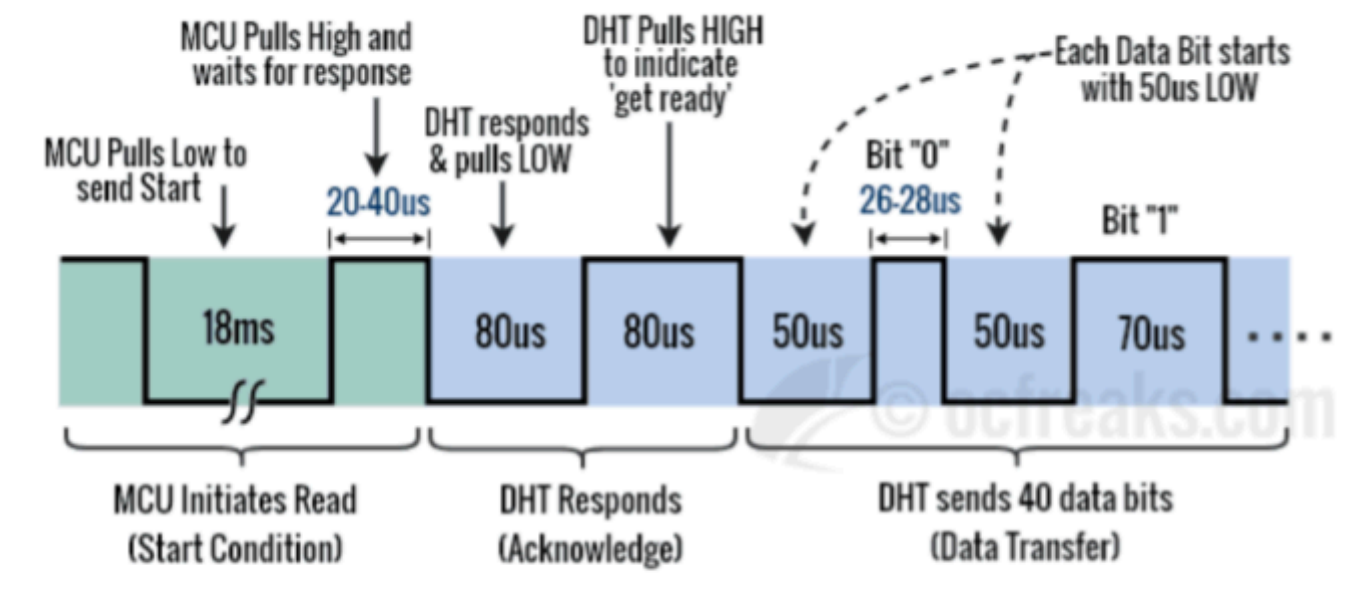 MCU Pulls High and
waits for response
DHT Pulls HIGH
to inidicate
'get ready'
Each Data Bit starts
with 50us LOW
MCU Pulls Low to
send Start
DHT responds
& pulls LOW
20-40us
Bit "0"
26-28us
Bit "1"
18ms
80us
80us
50us
50us
70us
© ocfreaks.com
MCU Initiates Read
(Start Condition)
DHT Responds
(Acknowledge)
DHT sends 40 data bits
(Data Transfer)